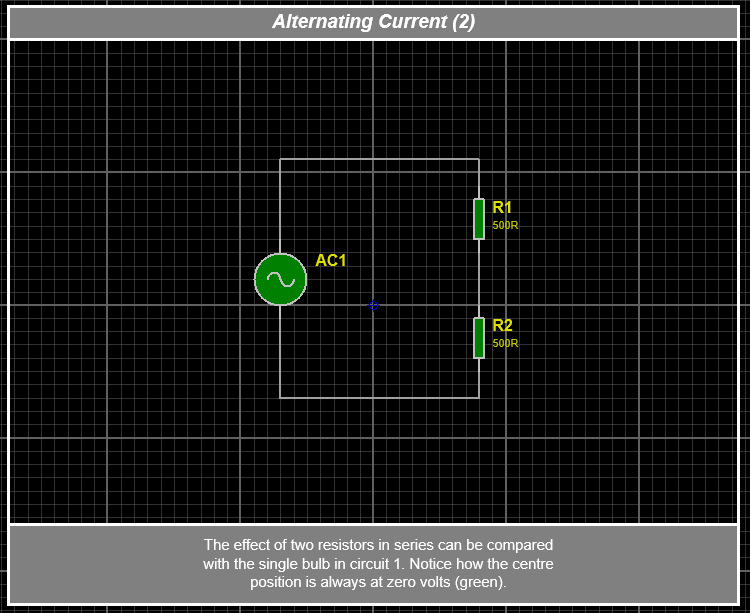 Alternating Current (2)
R1
500R
AC1
R2
500R
The effect of two resistors in series can be compared
with the single bulb in circuit 1. Notice how the centre
position is always at zero volts (green).